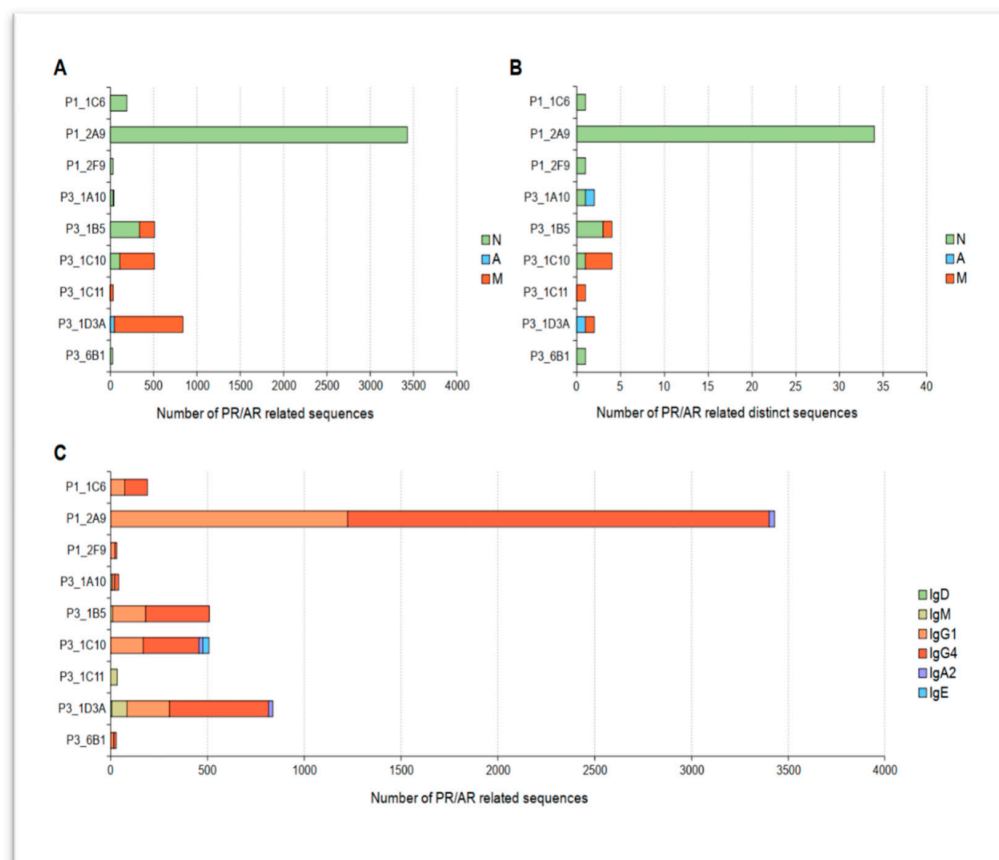 A
P1_1C6
P1_2A9
P1_2F9
P3_1A10
P3_1B5
P3_1C10
P3_1C11
P3_1D3A
P3_6B1
0 500 1000 1500 2000 2500 3000 3500 4000
Number of PR/AR related sequences
N
A
M
B
P1_1C6
P1_2A9
P1_2F9
P3_1A10
P3_1B5
P3_1C10
P3_1C11
P3_1D3A
P3_6B1
0 5 10 15 20 25 30 35 40
Number of PR/AR related distinct sequences
N
A
M
C
P1_1C6
P1_2A9
P1_2F9
P3_1A10
P3_1B5
P3_1C10
P3_1C11
P3_1D3A
P3_6B1
0 500 1000 1500 2000 2500 3000 3500 4000
Number of PR/AR related sequences
IgD
IgM
IgG1
IgG4
IgA2
IgE